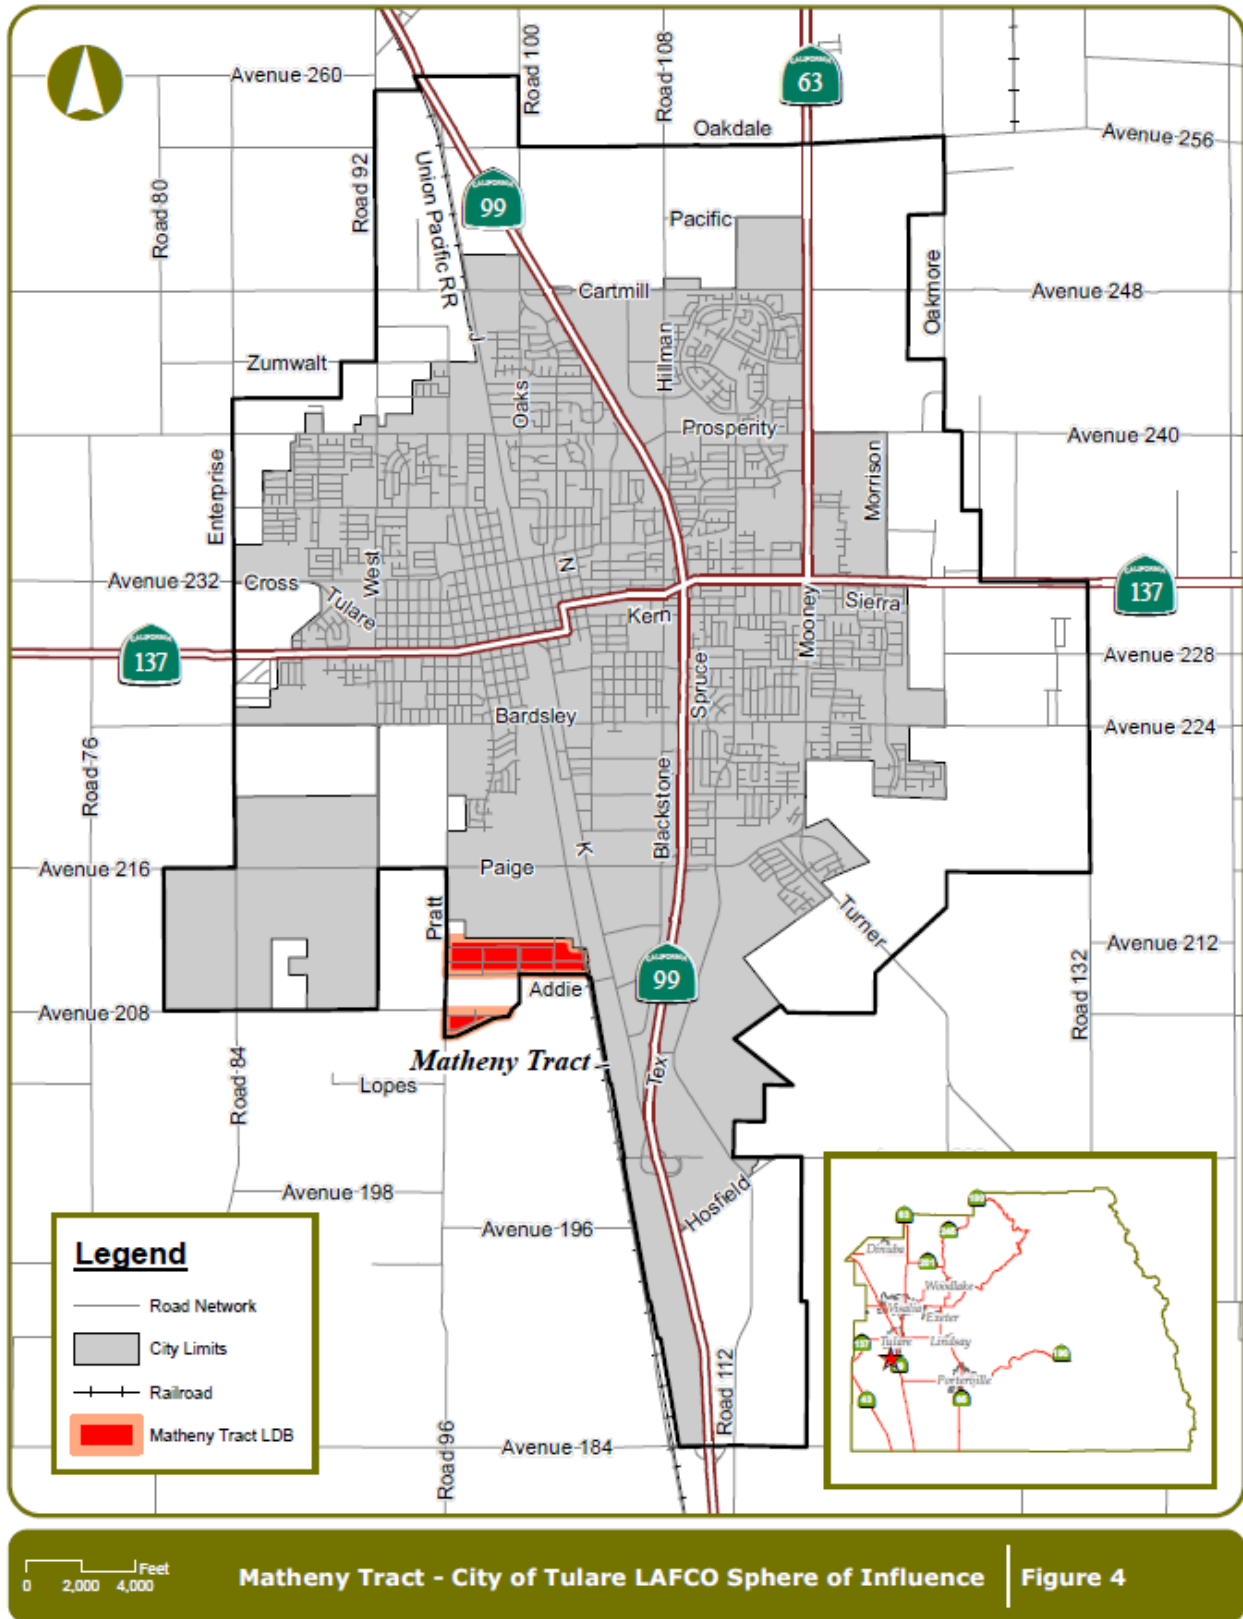 Avenue 260
Road 100
Road 108
CALIFORNIA
63
Oakdale
Avenue 256
Road 80
Road 92
Union Pacific RR
CALIFORNIA
99
Pacific
Oakmore
Cartmill
Avenue 248
J
Hillman
Zumwalt
Oaks
Prosperity
Avenue 240
Enterprise
Morrison
West
N
Avenue 232
Cross
Tulare
Kern
Mooney
Sierra
CALIFORNIA
137
CALIFORNIA
137
Spruce
Avenue 228
Bardsley
Avenue 224
Road 76
Blackstone
K
Avenue 216
Paige
Pratt
Turner
Avenue 212
CALIFORNIA
99
Addie
Avenue 208
Road 132
Matheny Tract
Tex
Road 84
Lopes
Avenue 198
Hosfield
Avenue 196
Road 112
Avenue 184
Road 96
Legend
Road Network
City Limits
Railroad
Matheny Tract LDB
Dinuba
Woodlake
Visalia
Exeter
Tulare
Lindsay
Porterville
Feet
0 2,000 4,000
Matheny Tract - City of Tulare LAFCO Sphere of Influence
Figure 4